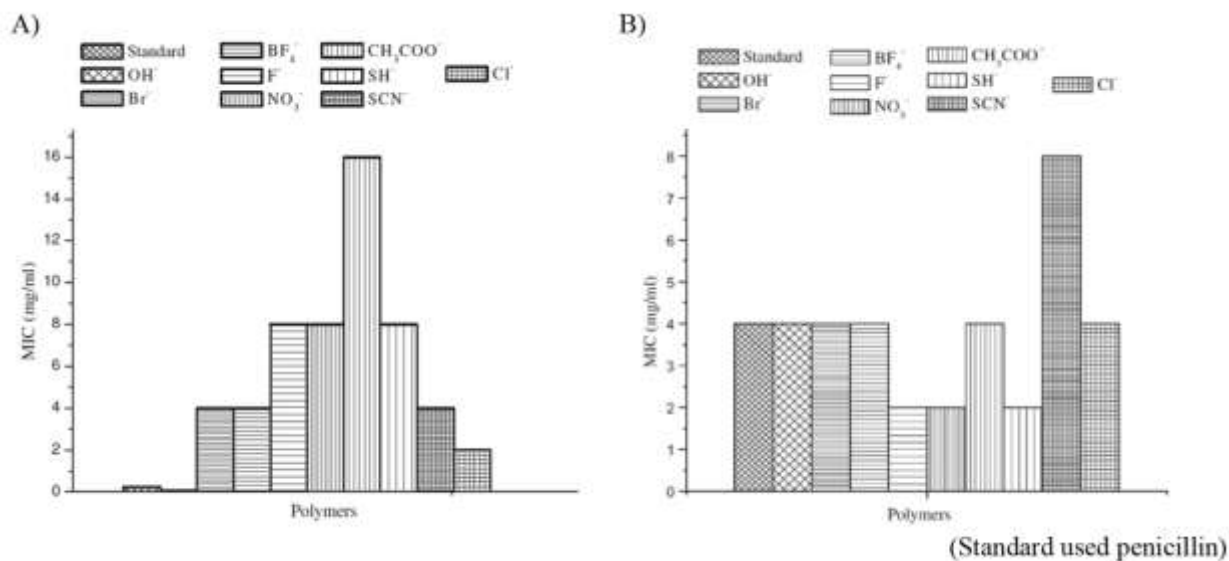 A)
Standard
OH⁻
Br⁻
BF₄⁻
F⁻
NO₃⁻
CH₃COO⁻
SH⁻
SCN⁻
Cl⁻
16
14
12
10
8
6
4
2
0
MIC (mg/ml)
Polymers
B)
Standard
OH⁻
Br⁻
BF₄⁻
F⁻
NO₃⁻
CH₃COO⁻
SH⁻
SCN⁻
Cl⁻
8
7
6
5
4
3
2
1
0
MIC (mg/ml)
Polymers
(Standard used penicillin)